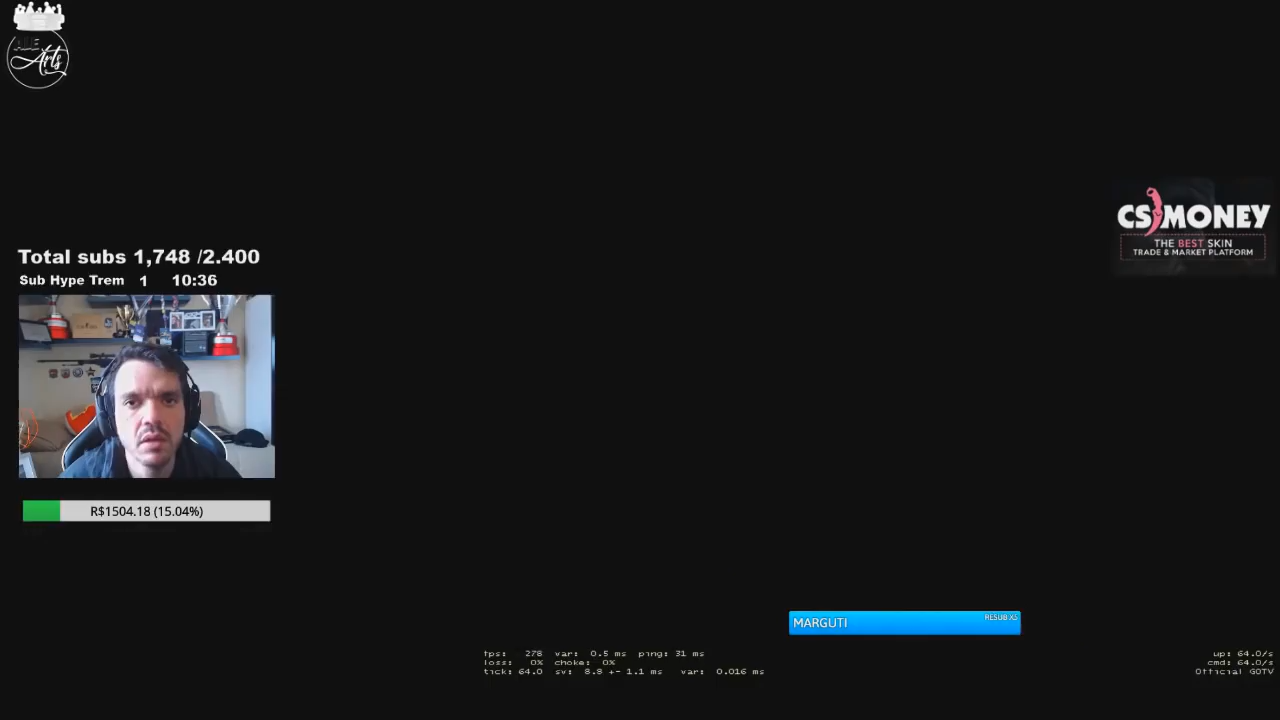 Arts
CS MONEY
THE BEST SKIN
TRADE & MARKET PLATFORM
Total subs 1,748 /2.400
Sub Hype Trem 1 10:36
R$1504.18 (15.04%)
MARGUTI
RESUB X3
fps: 278 var: 0.5 ms ping: 31 ms
loss: 0% choke: 0%
tick: 64.0 sv: 8.8 +- 1.1 ms var: 0.016 ms
up: 64.0/s
cmd: 64.0/s
Official GOTV